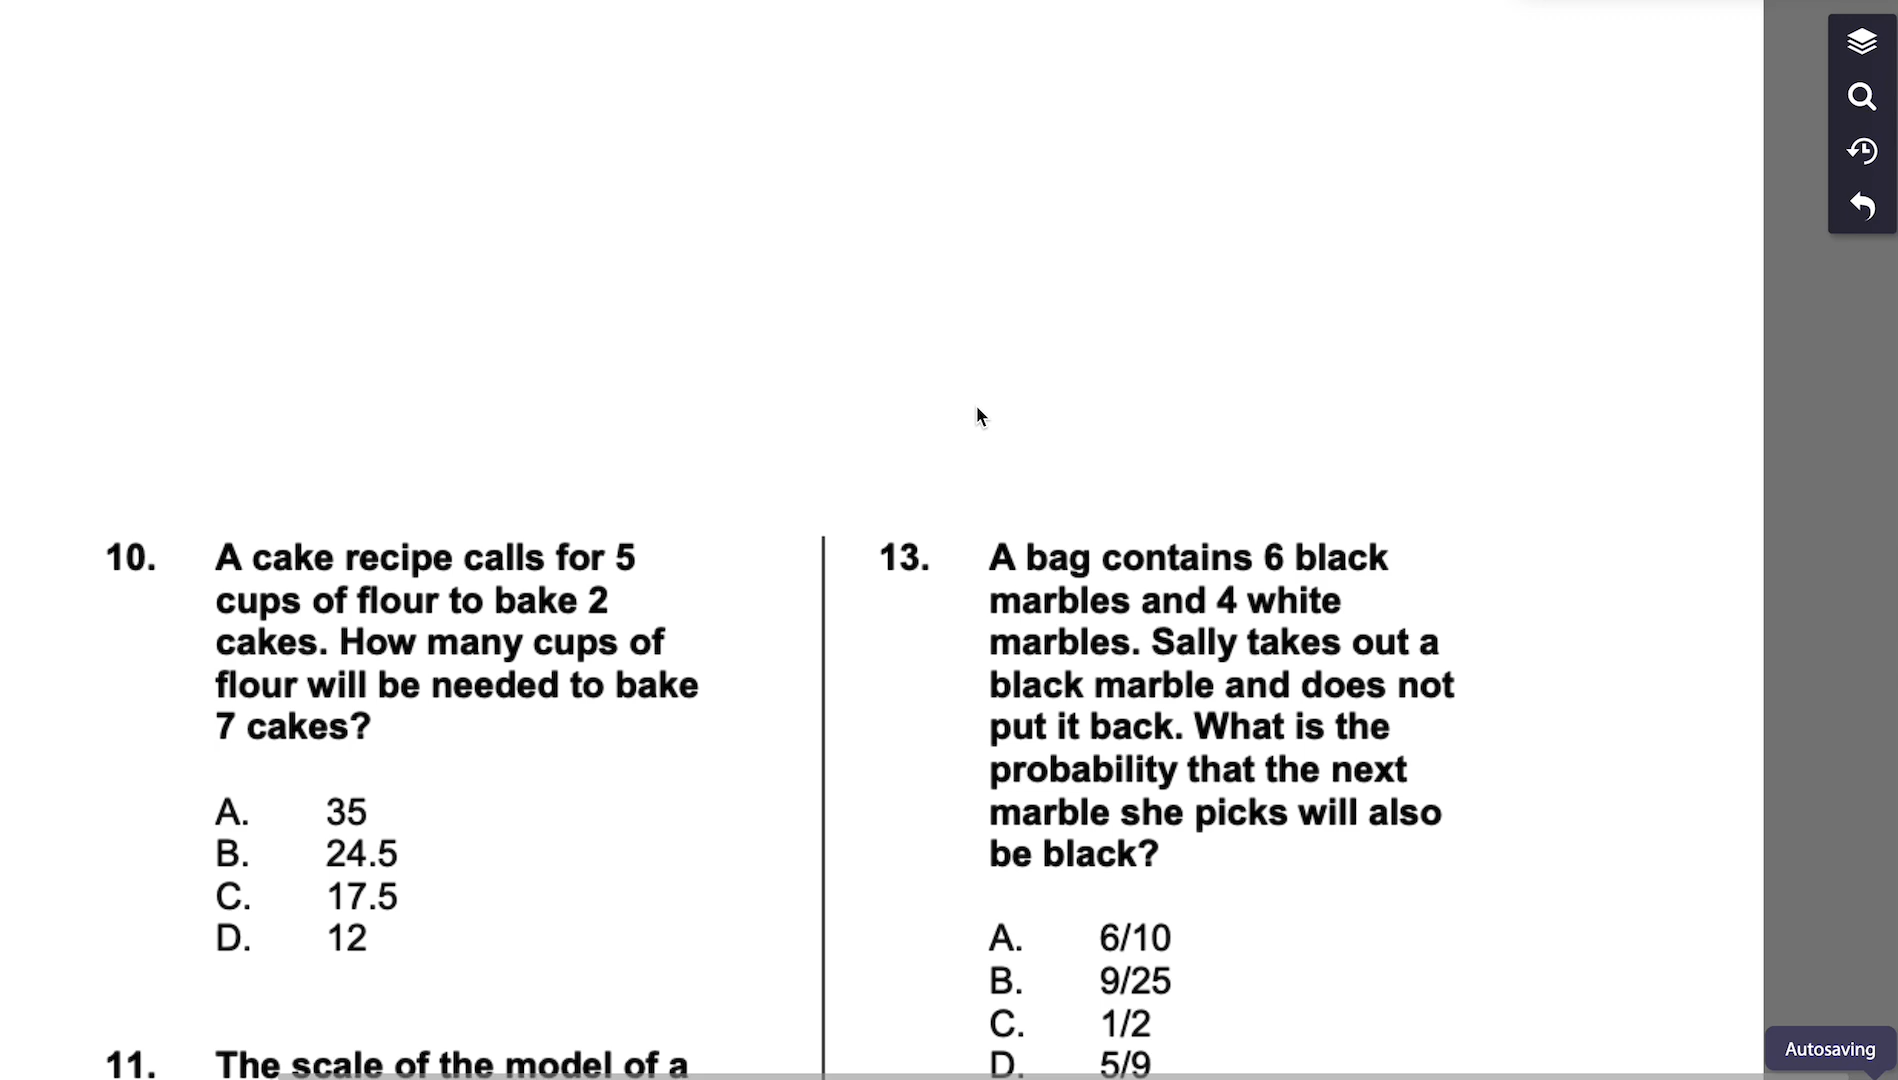 10. A cake recipe calls for 5
cups of flour to bake 2
cakes. How many cups of
flour will be needed to bake
7 cakes?
A. 35
B. 24.5
C. 17.5
D. 12
11. The scale of the model of a
13. A bag contains 6 black
marbles and 4 white
marbles. Sally takes out a
black marble and does not
put it back. What is the
probability that the next
marble she picks will also
be black?
A. 6/10
B. 9/25
C. 1/2
D. 5/9
Autosaving